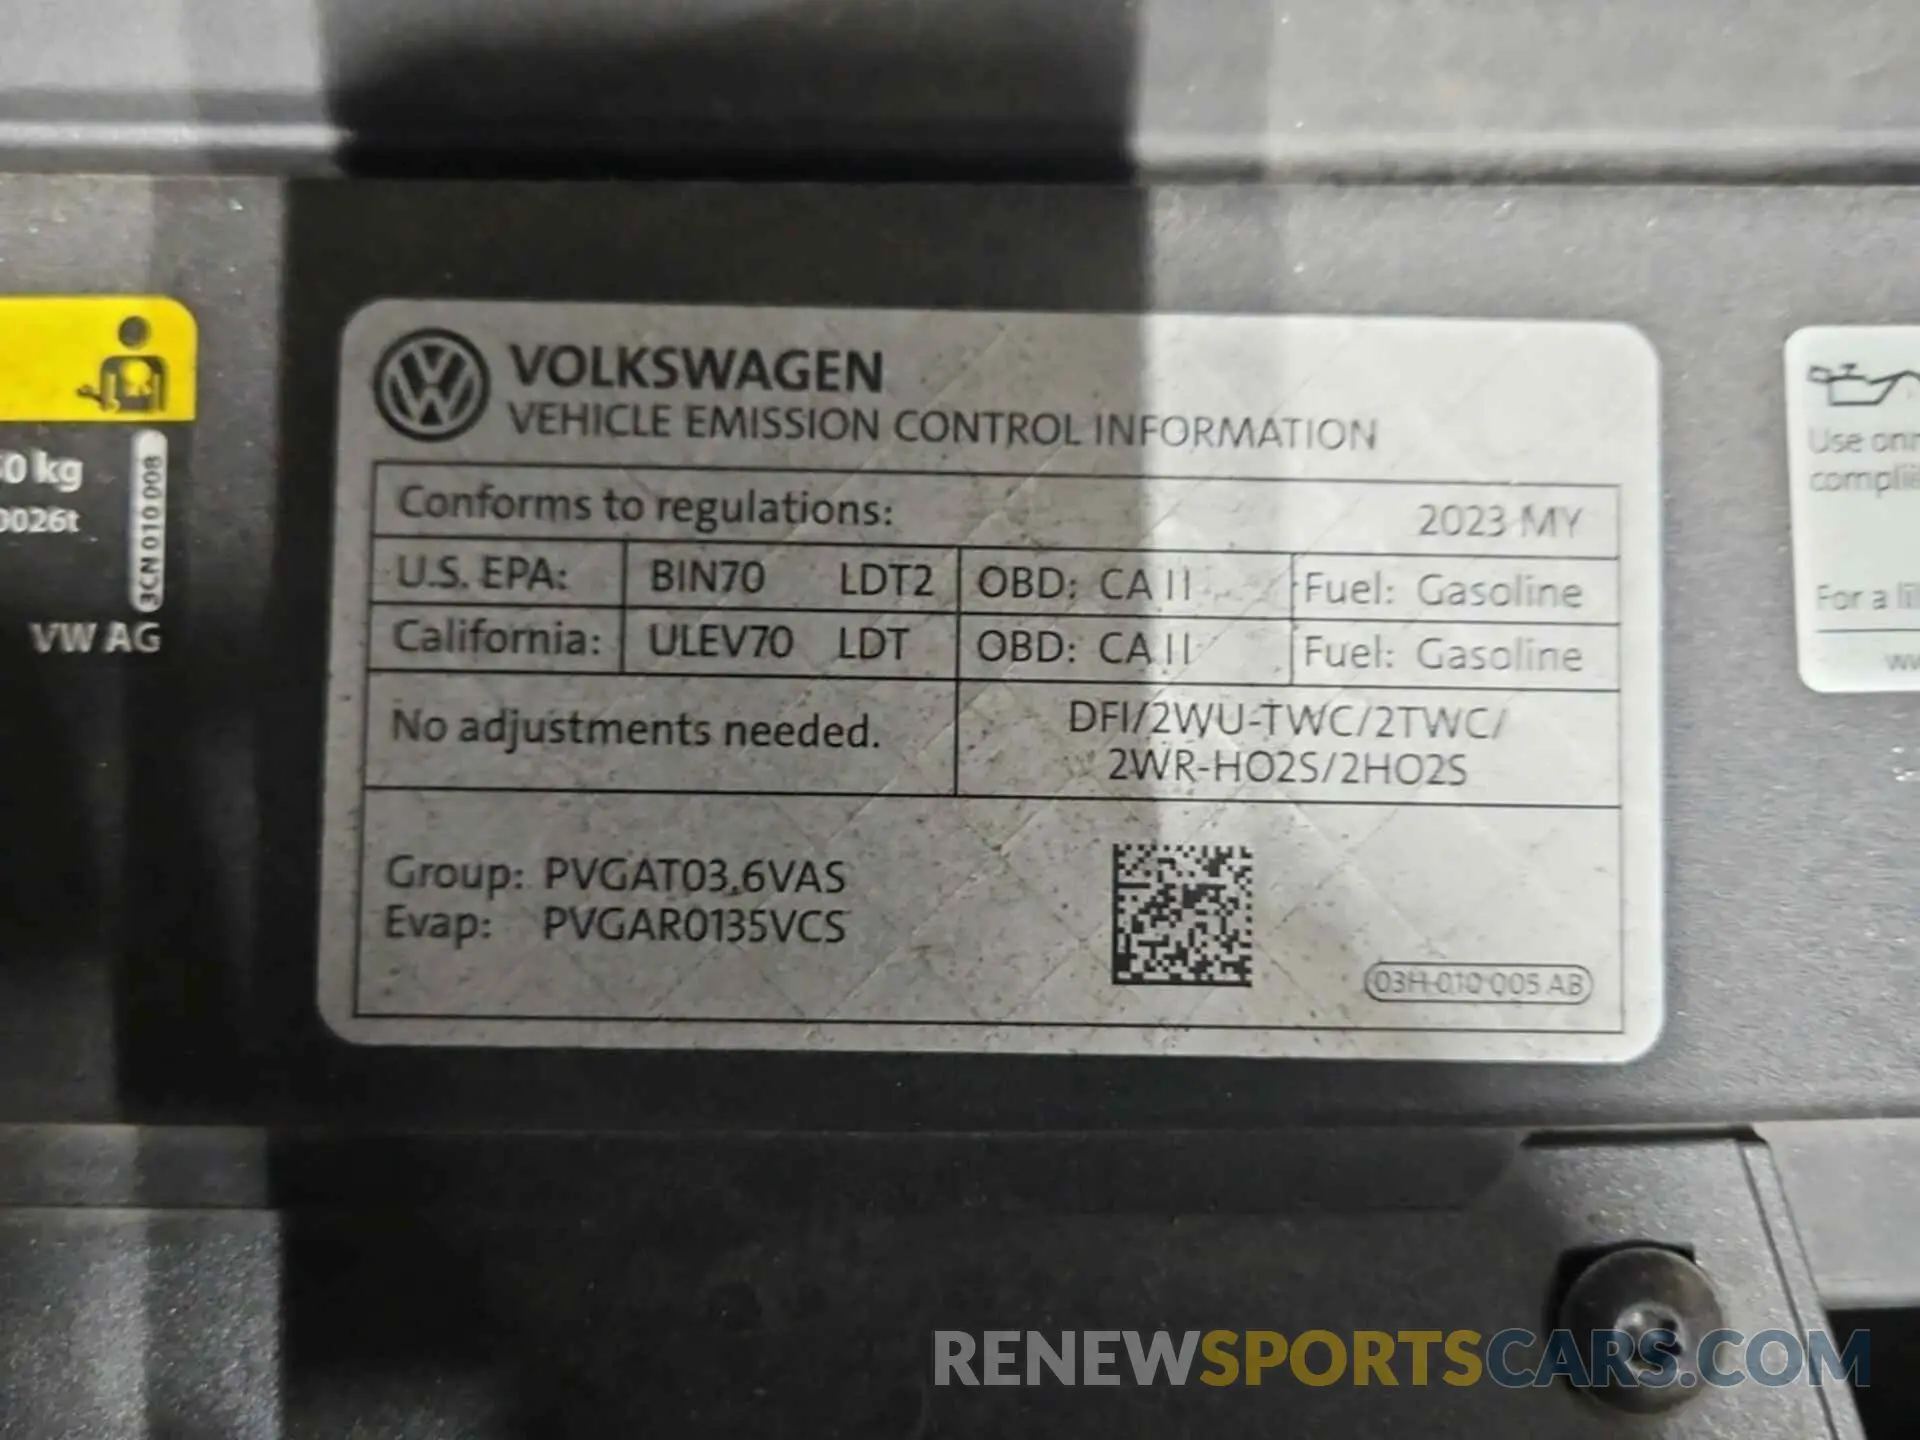 VOLKSWAGEN
VEHICLE EMISSION CONTROL INFORMATION
Conforms to regulations: 2023 MY
U.S. EPA: BIN70 LDT2 OBD: CA II Fuel: Gasoline
California: ULEV70 LDT OBD: CA II Fuel: Gasoline
No adjustments needed. DFI/2WU-TWC/2TWC/
2WR-HO2S/2HO2S
Group: PVGAT03.6VAS
Evap: PVGAR0135VCS
03H 010 005 AB
0 kg
0026t
3CN 010 008
VW AG
Use
For a
RENEWSPORTSCARS.COM